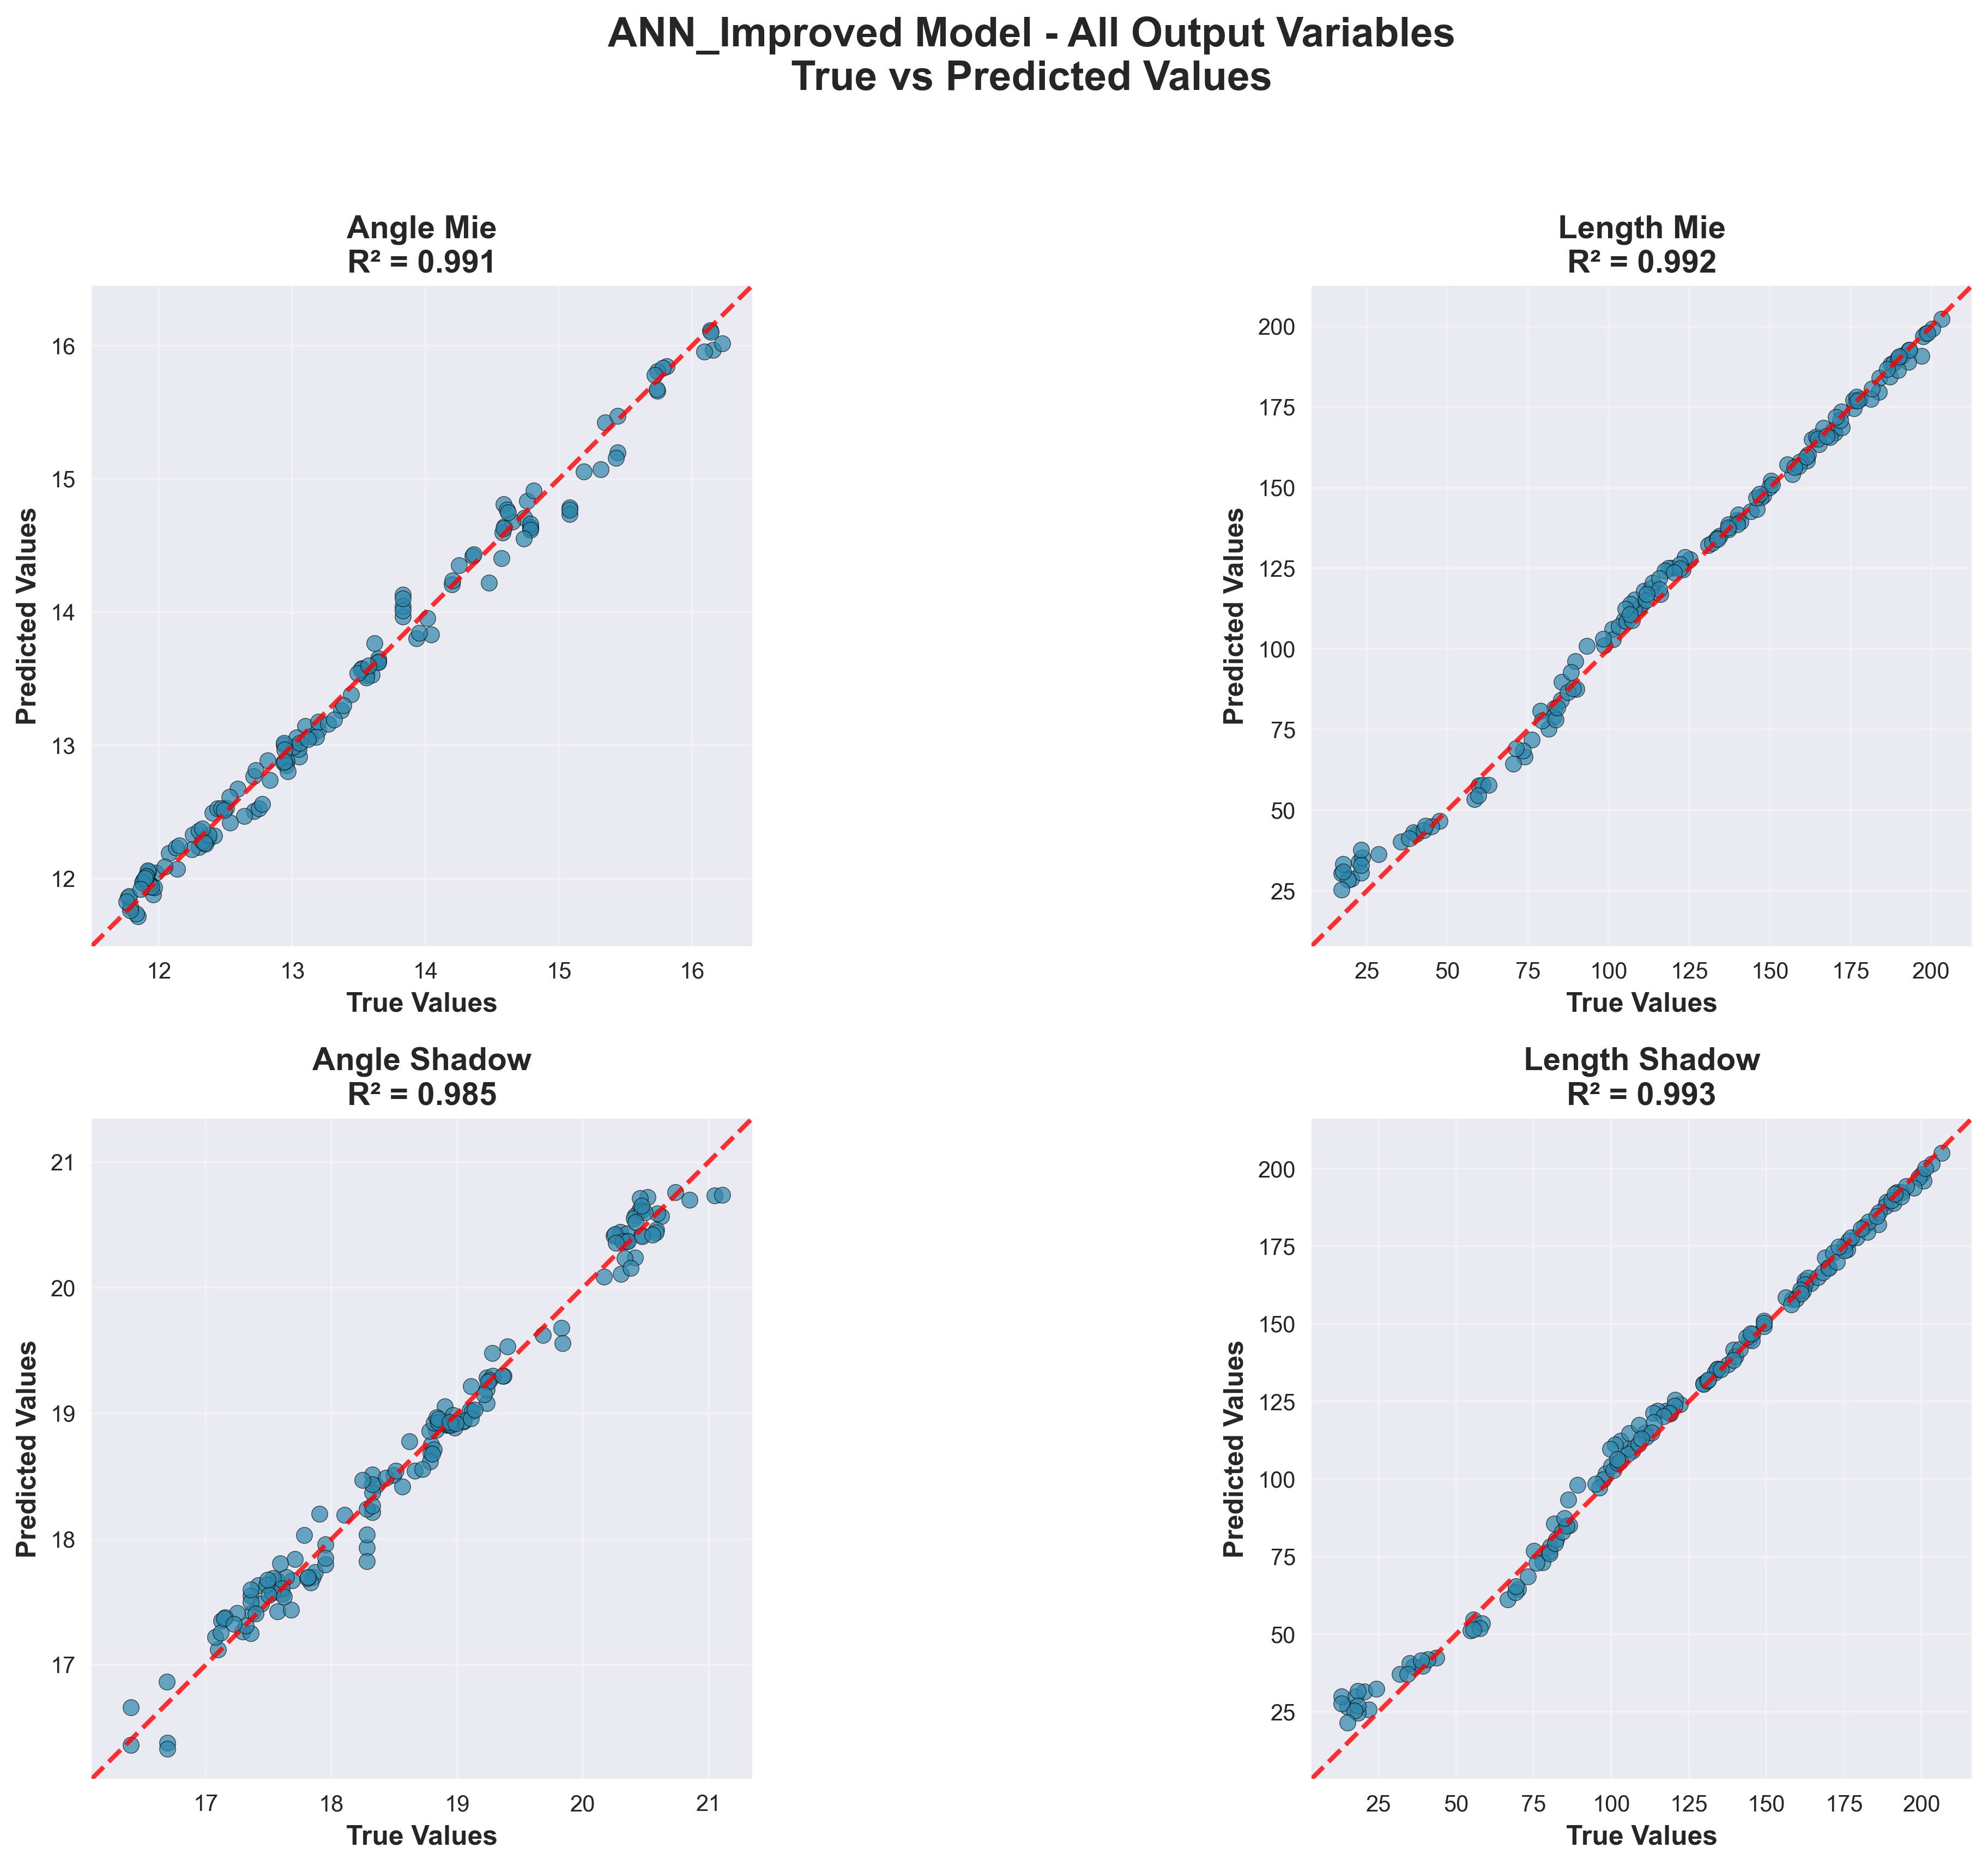 ANN_Improved Model - All Output Variables
True vs Predicted Values
Angle Mie
R² = 0.991
Predicted Values
16
15
14
13
12
12 13 14 15 16
True Values
Length Mie
R² = 0.992
Predicted Values
200
175
150
125
100
75
50
25
25 50 75 100 125 150 175 200
True Values
Angle Shadow
R² = 0.985
Predicted Values
21
20
19
18
17
17 18 19 20 21
True Values
Length Shadow
R² = 0.993
Predicted Values
200
175
150
125
100
75
50
25
25 50 75 100 125 150 175 200
True Values